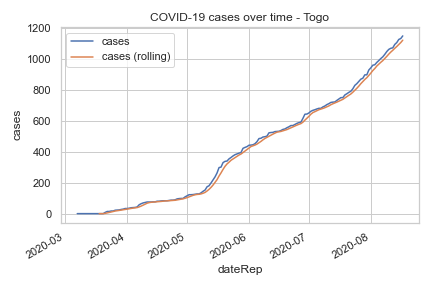 COVID-19 cases over time - Togo
cases
cases (rolling)
1200
1000
800
600
400
200
0
cases
2020-03
2020-04
2020-05
2020-06
2020-07
2020-08
dateRep